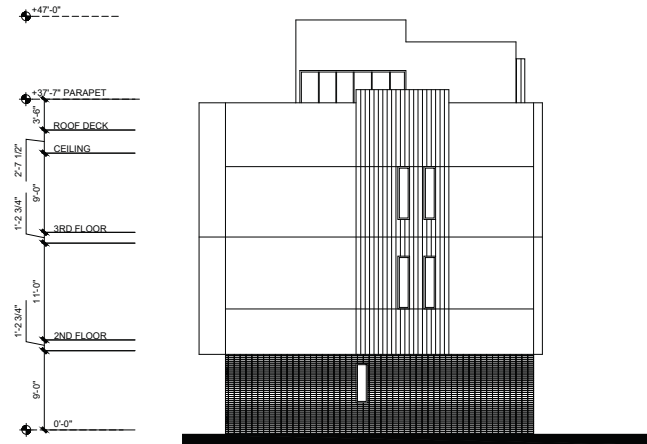 +47'-0"
+37'-7" PARAPET
3'-6"
ROOF DECK
2'-7 1/2"
CEILING
9'-0"
1'-2 3/4"
3RD FLOOR
11'-0"
1'-2 3/4"
2ND FLOOR
9'-0"
0'-0"